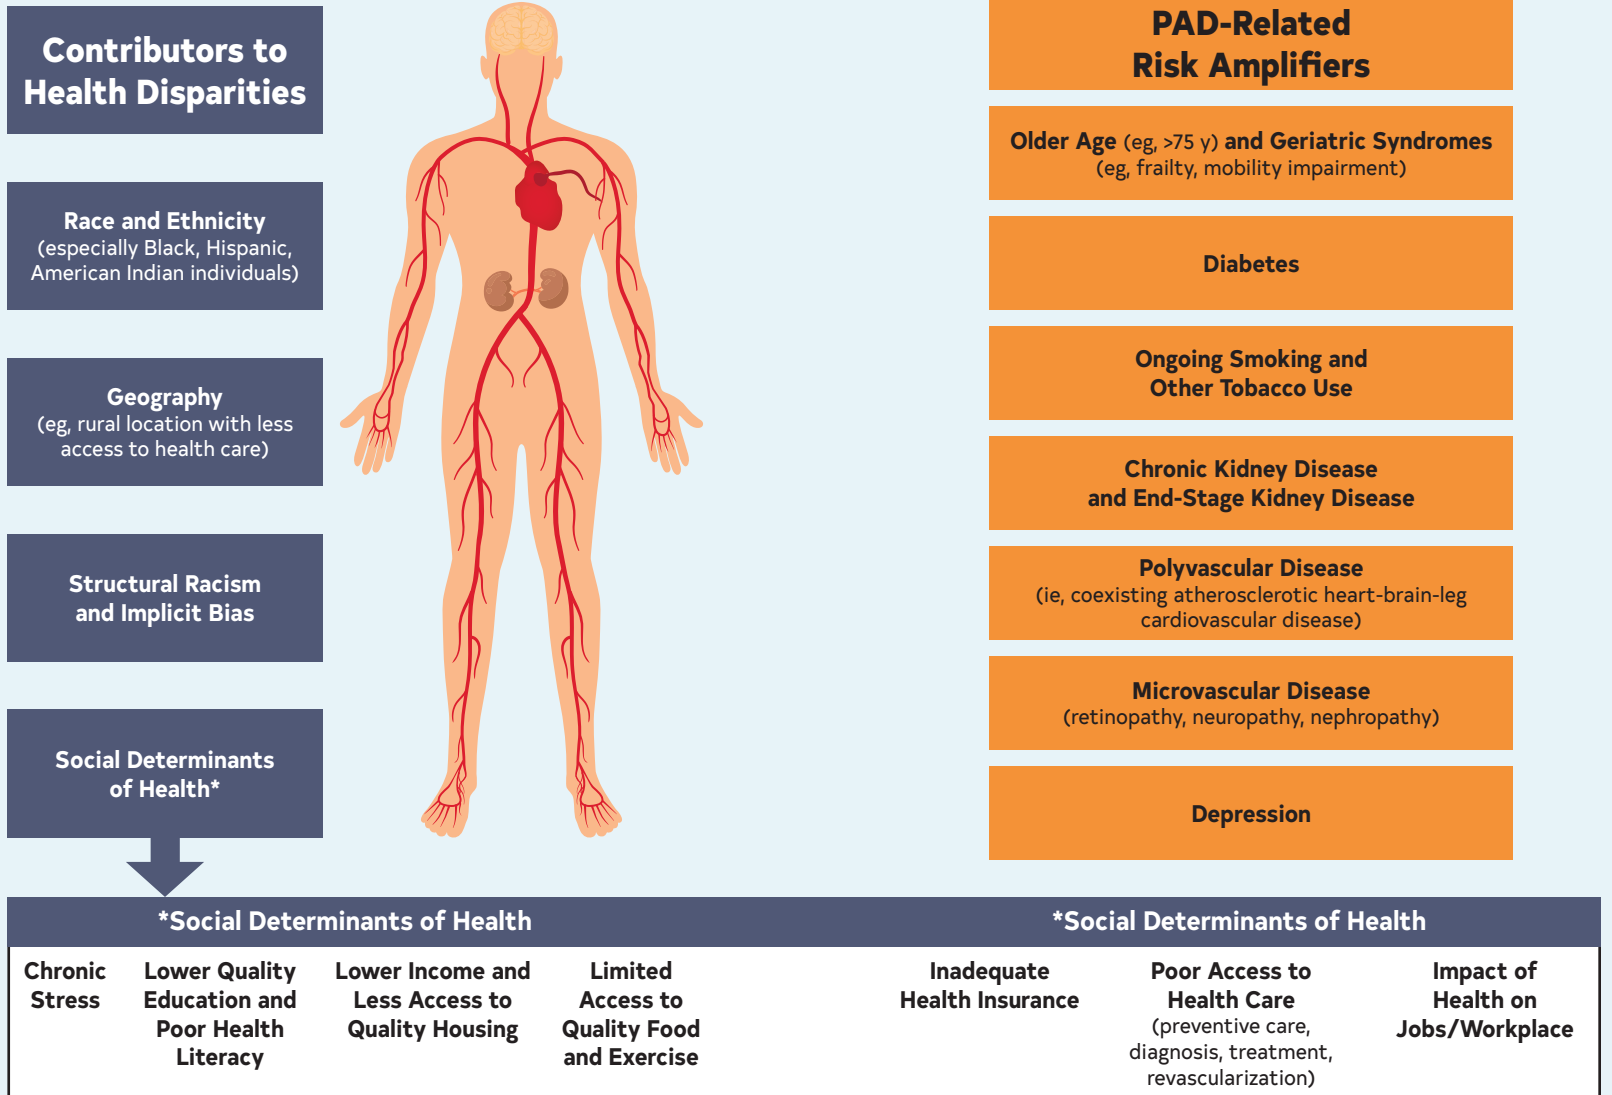 Contributors to
Health Disparities
Race and Ethnicity
(especially Black, Hispanic,
American Indian individuals)
Geography
(eg, rural location with less
access to health care)
Structural Racism
and Implicit Bias
Social Determinants
of Health*
PAD-Related
Risk Amplifiers
Older Age (eg, >75 y) and Geriatric Syndromes
(eg, frailty, mobility impairment)
Diabetes
Ongoing Smoking and
Other Tobacco Use
Chronic Kidney Disease
and End-Stage Kidney Disease
Polyvascular Disease
(ie, coexisting atherosclerotic heart-brain-leg
cardiovascular disease)
Microvascular Disease
(retinopathy, neuropathy, nephropathy)
Depression
*Social Determinants of Health
Chronic
Stress
Lower Quality
Education and
Poor Health
Literacy
Lower Income and
Less Access to
Quality Housing
Limited
Access to
Quality Food
and Exercise
*Social Determinants of Health
Inadequate
Health Insurance
Poor Access to
Health Care
(preventive care,
diagnosis, treatment,
revascularization)
Impact of
Health on
Jobs/Workplace